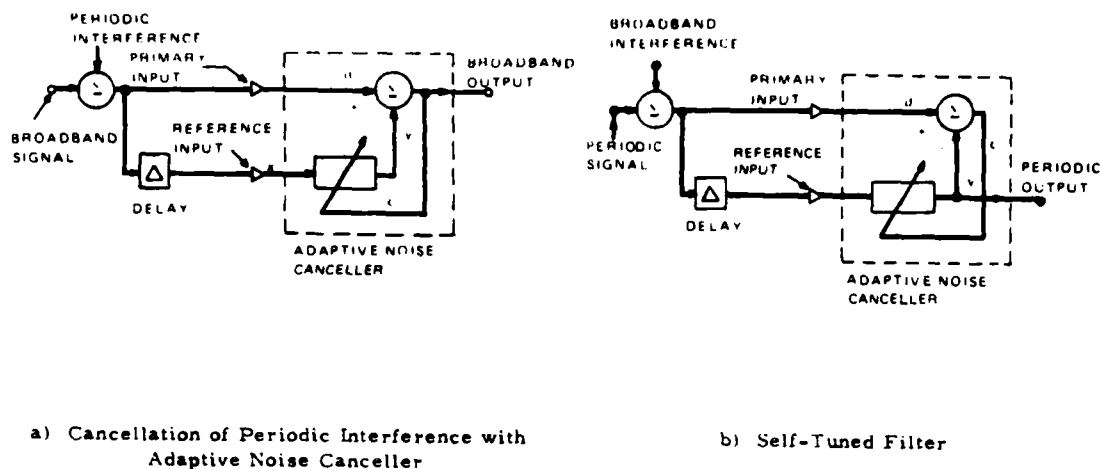 PERIODIC
INTERFERENCE
PRIMARY
INPUT
d
Σ
Σ
BROADBAND
OUTPUT
BROADBAND
SIGNAL
REFERENCE
INPUT
Δ
DELAY
ADAPTIVE NOISE
CANCELLER
a) Cancellation of Periodic Interference with
Adaptive Noise Canceller
BROADBAND
INTERFERENCE
PRIMARY
INPUT
d
Σ
Σ
PERIODIC
SIGNAL
REFERENCE
INPUT
Δ
DELAY
PERIODIC
OUTPUT
ADAPTIVE NOISE
CANCELLER
b) Self-Tuned Filter